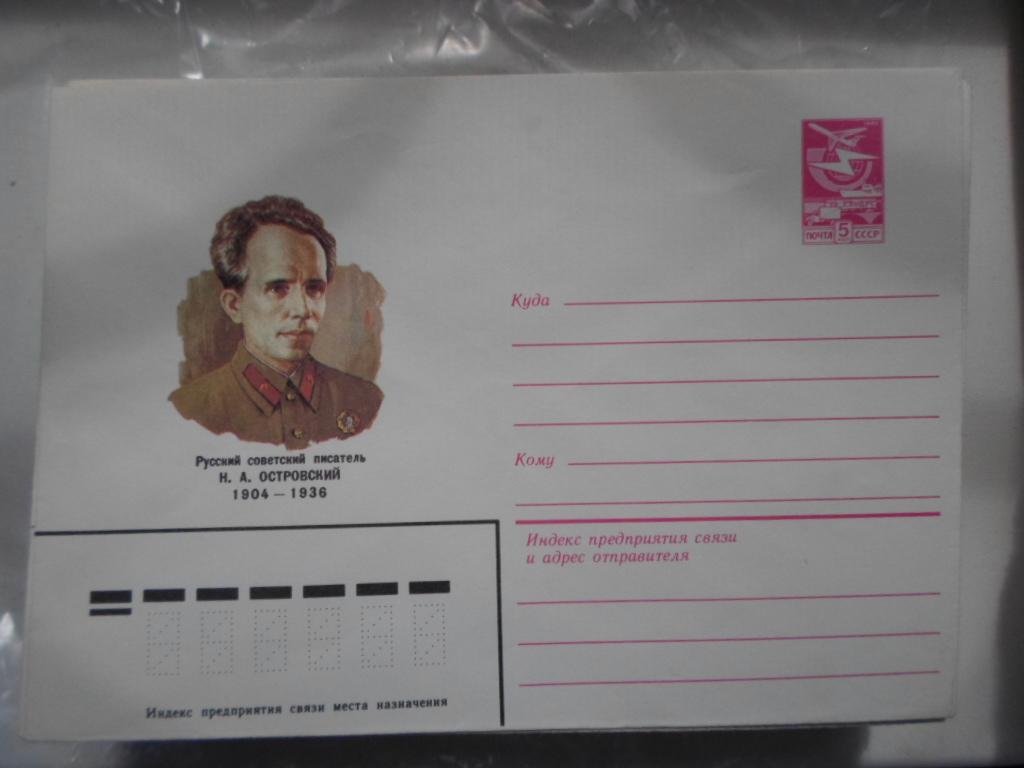 ПОЧТА 5 СССР
Русский советский писатель
Н. А. ОСТРОВСКИЙ
1904 — 1936
Куда
Кому
Индекс предприятия связи
и адрес отправителя
Индекс предприятия связи места назначения